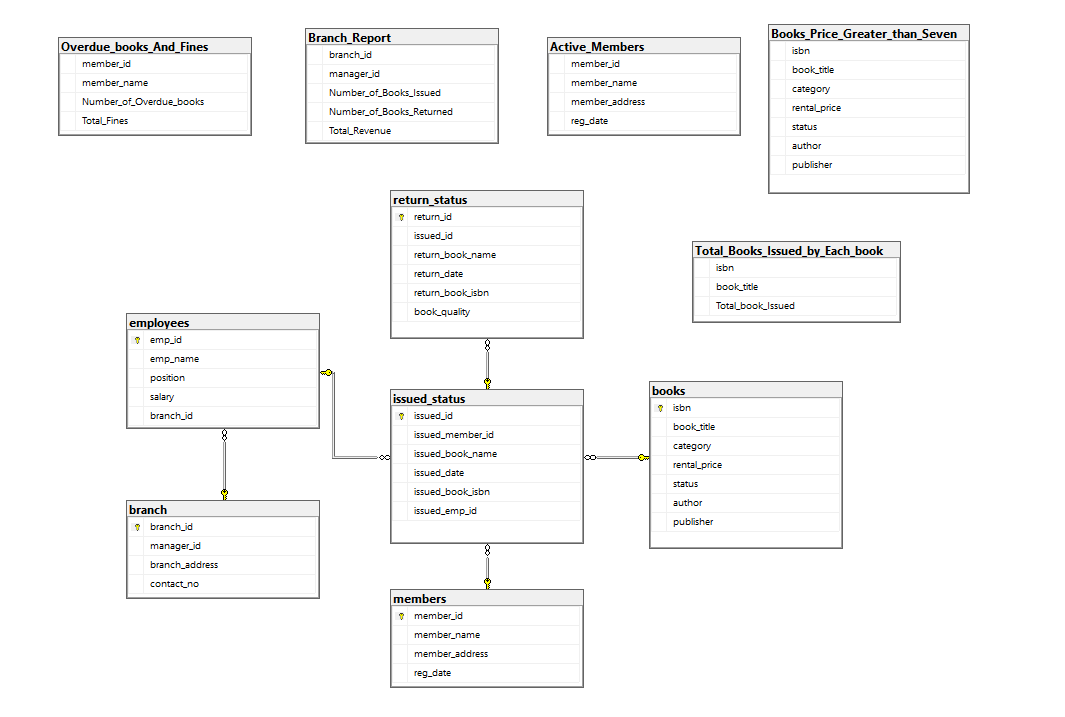 Overdue_books_And_Fines
member_id
member_name
Number_of_Overdue_books
Total_Fines
Branch_Report
branch_id
manager_id
Number_of_Books_Issued
Number_of_Books_Returned
Total_Revenue
Active_Members
member_id
member_name
member_address
reg_date
Books_Price_Greater_than_Seven
isbn
book_title
category
rental_price
status
author
publisher
return_status
return_id
issued_id
return_book_name
return_date
return_book_isbn
book_quality
Total_Books_Issued_by_Each_book
isbn
book_title
Total_book_Issued
employees
emp_id
emp_name
position
salary
branch_id
issued_status
issued_id
issued_member_id
issued_book_name
issued_date
issued_book_isbn
issued_emp_id
books
isbn
book_title
category
rental_price
status
author
publisher
branch
branch_id
manager_id
branch_address
contact_no
members
member_id
member_name
member_address
reg_date